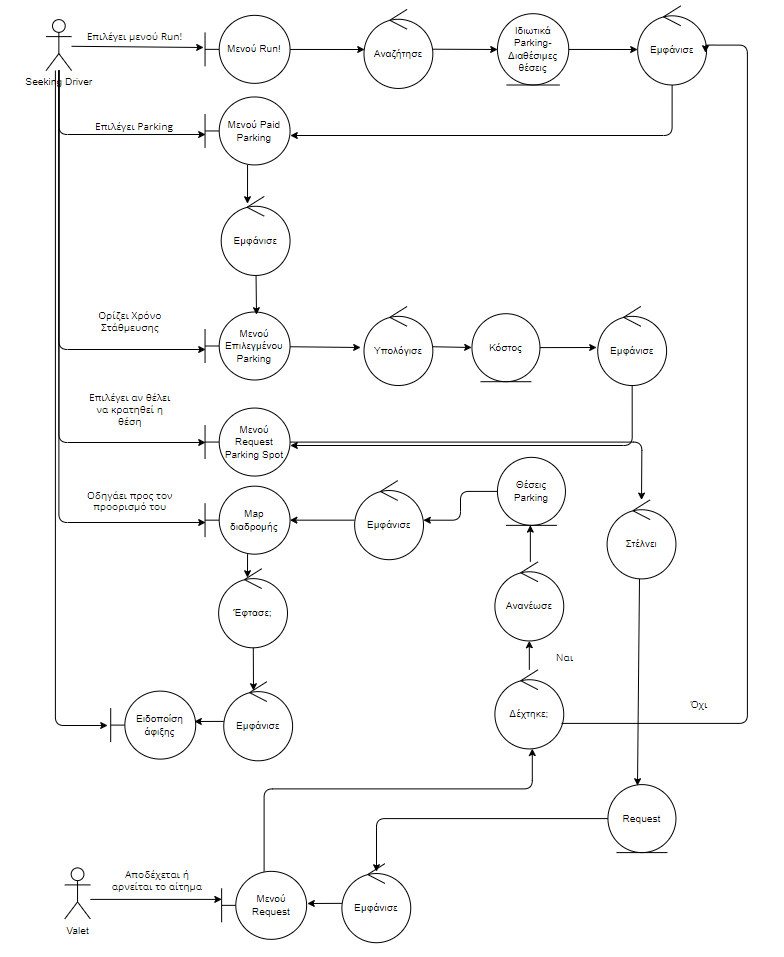 Επιλέγει μενού Run!
Seeking Driver
Μενού Run!
Αναζήτησε
Ιδιωτικά
Parking-
Διαθέσιμες
θέσεις
Εμφάνισε
Επιλέγει Parking
Μενού Paid
Parking
Εμφάνισε
Ορίζει Χρόνο
Στάθμευσης
Μενού
Επιλεγμένου
Parking
Υπολόγισε
Κόστος
Εμφάνισε
Επιλέγει αν θέλει
να κρατηθεί η
θέση
Μενού
Request
Parking Spot
Οδηγάει προς τον
προορισμό του
Map
διαδρομής
Εμφάνισε
Θέσεις
Parking
Στέλνει
Έφτασε;
Ανανέωσε
Ναι
Ειδοποίση
άφιξης
Εμφάνισε
Δέχτηκε;
Όχι
Request
Αποδέχεται ή
αρνείται το αίτημα
Valet
Μενού
Request
Εμφάνισε